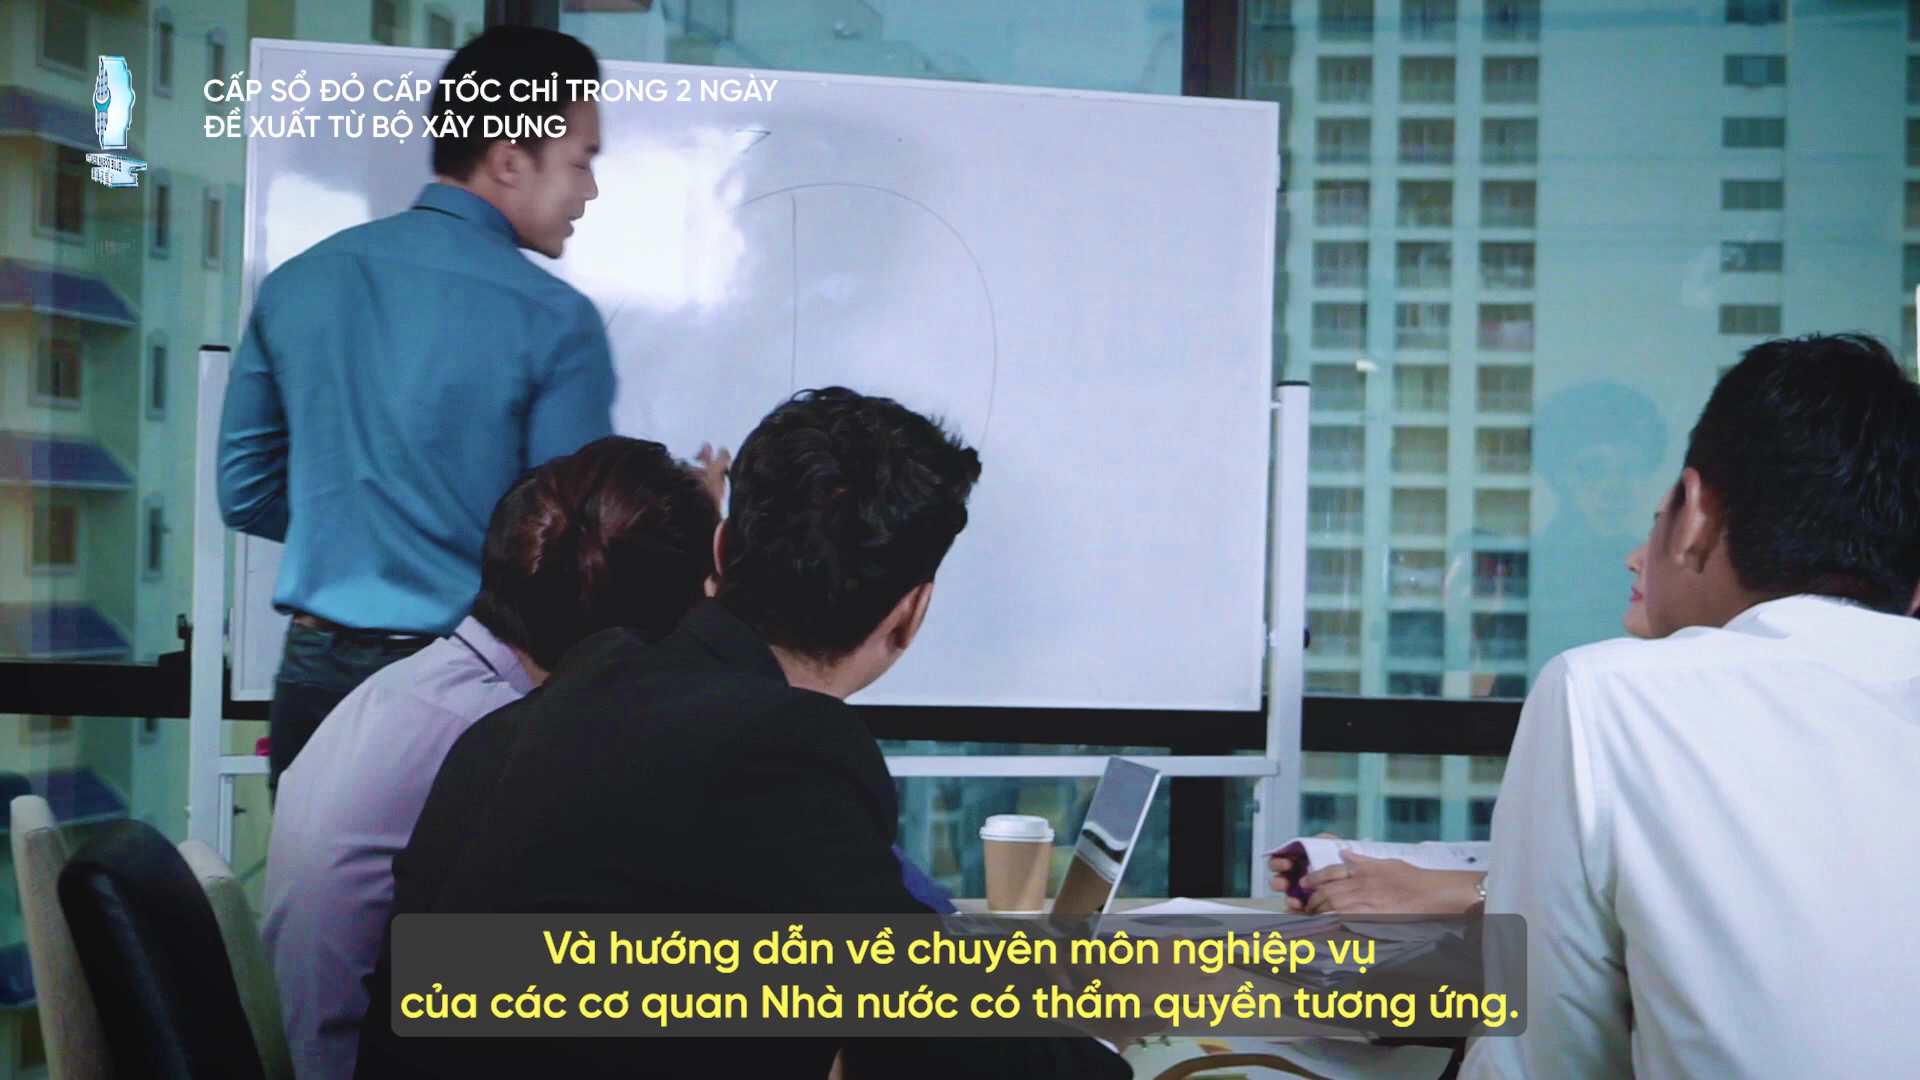 CẤP SỔ ĐỎ CẤP TỐC CHỈ TRONG 2 NGÀY
ĐỀ XUẤT TỪ BỘ XÂY DỰNG
Và hướng dẫn về chuyên môn nghiệp vụ
của các cơ quan Nhà nước có thẩm quyền tương ứng.